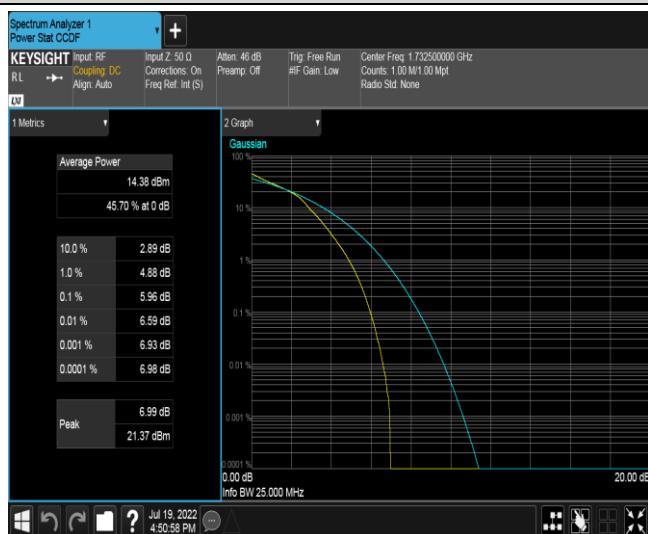 Spectrum Analyzer 1
Power Stat CCDF
+
KEYSIGHT
RL
LXI
Input: RF
Coupling: DC
Align: Auto
Input Z: 50 Ω
Corrections: On
Freq Ref: Int (S)
Atten: 46 dB
Preamp: Off
Trig: Free Run
#IF Gain: Low
Center Freq: 1.732500000 GHz
Counts: 1.00 M/1.00 Mpt
Radio Std: None
1 Metrics
Average Power
14.38 dBm
45.70 % at 0 dB
10.0 % 2.89 dB
1.0 % 4.88 dB
0.1 % 5.96 dB
0.01 % 6.59 dB
0.001 % 6.93 dB
0.0001 % 6.98 dB
Peak
6.99 dB
21.37 dBm
2 Graph
Gaussian
100 %
10 %
1 %
0.1 %
0.01 %
0.001 %
0.0001 %
0.00 dB
20.00 dB
Info BW 25.000 MHz
?
Jul 19, 2022
4:50:58 PM